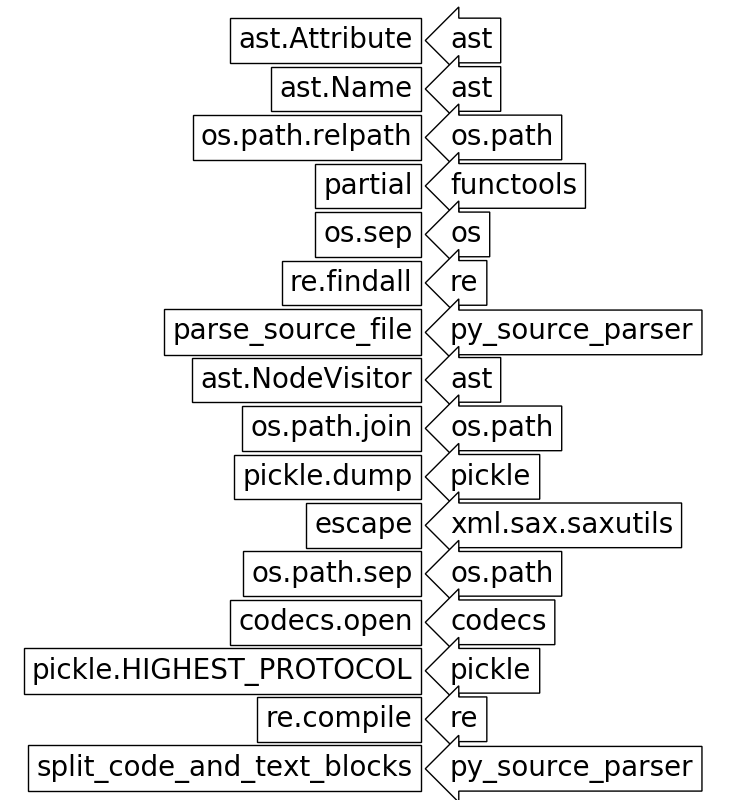 ast.Attribute ast
ast.Name ast
os.path.relpath os.path
partial functools
os.sep os
re.findall re
parse_source_file py_source_parser
ast.NodeVisitor ast
os.path.join os.path
pickle.dump pickle
escape xml.sax.saxutils
os.path.sep os.path
codecs.open codecs
pickle.HIGHEST_PROTOCOL pickle
re.compile re
split_code_and_text_blocks py_source_parser